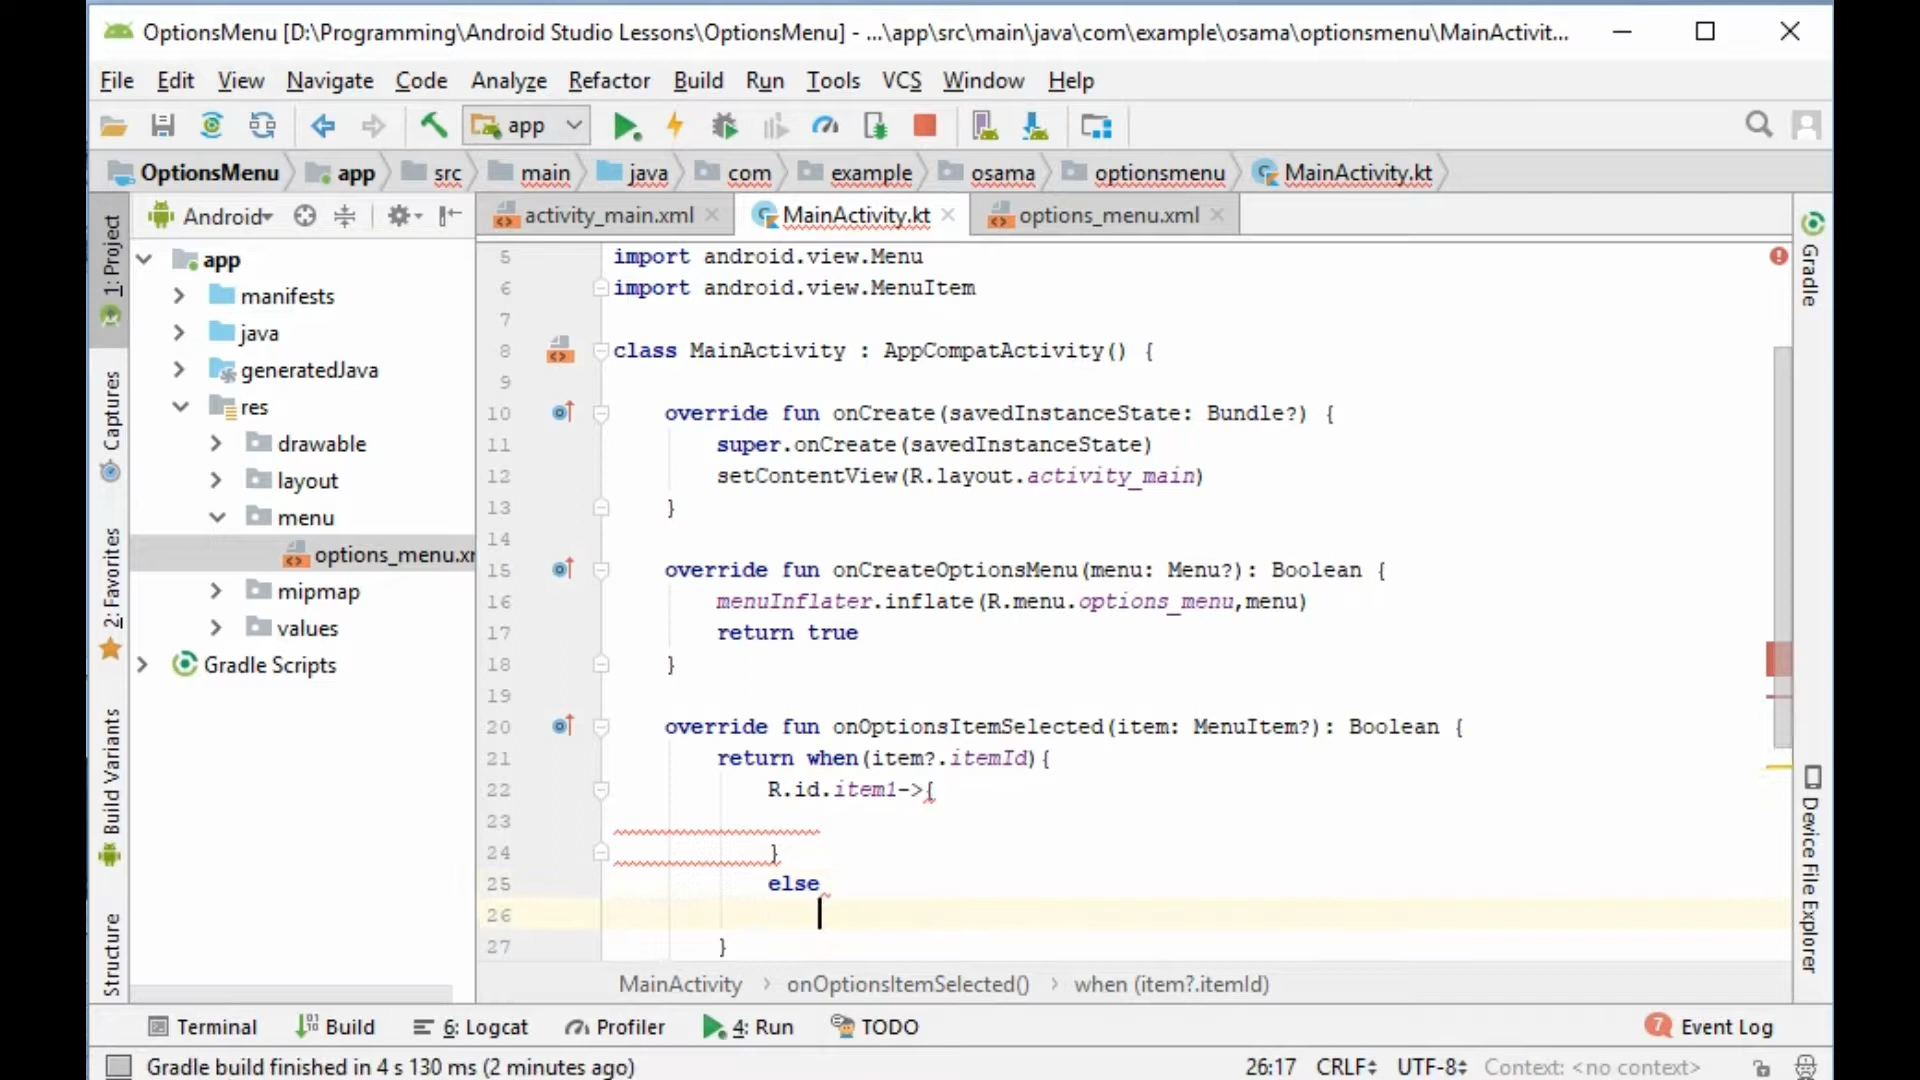 OptionsMenu [D:\Programming\Android Studio Lessons\OptionsMenu] - ...\app\src\main\java\com\example\osama\optionsmenu\MainActivit...
File Edit View Navigate Code Analyze Refactor Build Run Tools VCS Window Help
app
OptionsMenu app src main java com example osama optionsmenu MainActivity.kt
Android
activity_main.xml MainActivity.kt options_menu.xml
1: Project
Captures
2: Favorites
Build Variants
Structure
app
manifests
java
generatedJava
res
drawable
layout
menu
options_menu.xr
mipmap
values
Gradle Scripts
5 import android.view.Menu
6 import android.view.MenuItem
7
8 class MainActivity : AppCompatActivity() {
9
10 override fun onCreate(savedInstanceState: Bundle?) {
11 super.onCreate(savedInstanceState)
12 setContentView(R.layout.activity_main)
13 }
14
15 override fun onCreateOptionsMenu(menu: Menu?): Boolean {
16 menuInflater.inflate(R.menu.options_menu,menu)
17 return true
18 }
19
20 override fun onOptionsItemSelected(item: MenuItem?): Boolean {
21 return when(item?.itemId){
22 R.id.item1->{
23
24 }
25 else
26
27 }
Gradle
Device File Explorer
MainActivity › onOptionsItemSelected() › when (item?.itemId)
Terminal Build 6: Logcat Profiler 4: Run TODO 7 Event Log
Gradle build finished in 4 s 130 ms (2 minutes ago) 26:17 CRLF UTF-8 Context: <no context>